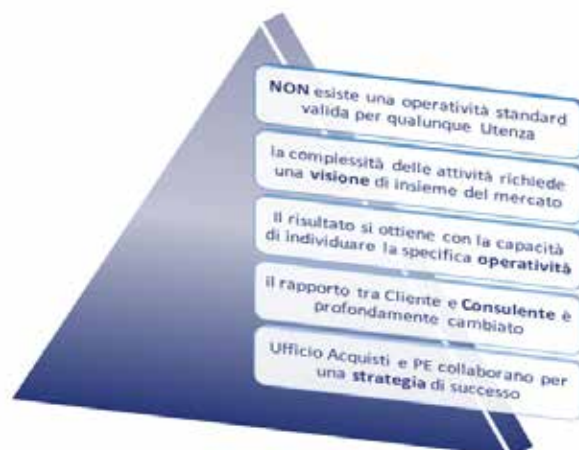 NON esiste una operatività standard
valida per qualunque Utenza
la complessità delle attività richiede
una visione di insieme del mercato
Il risultato si ottiene con la capacità
di individuare la specifica operatività
il rapporto tra Cliente e Consulente è
profondamente cambiato
Ufficio Acquisti e PE collaborano per
una strategia di successo